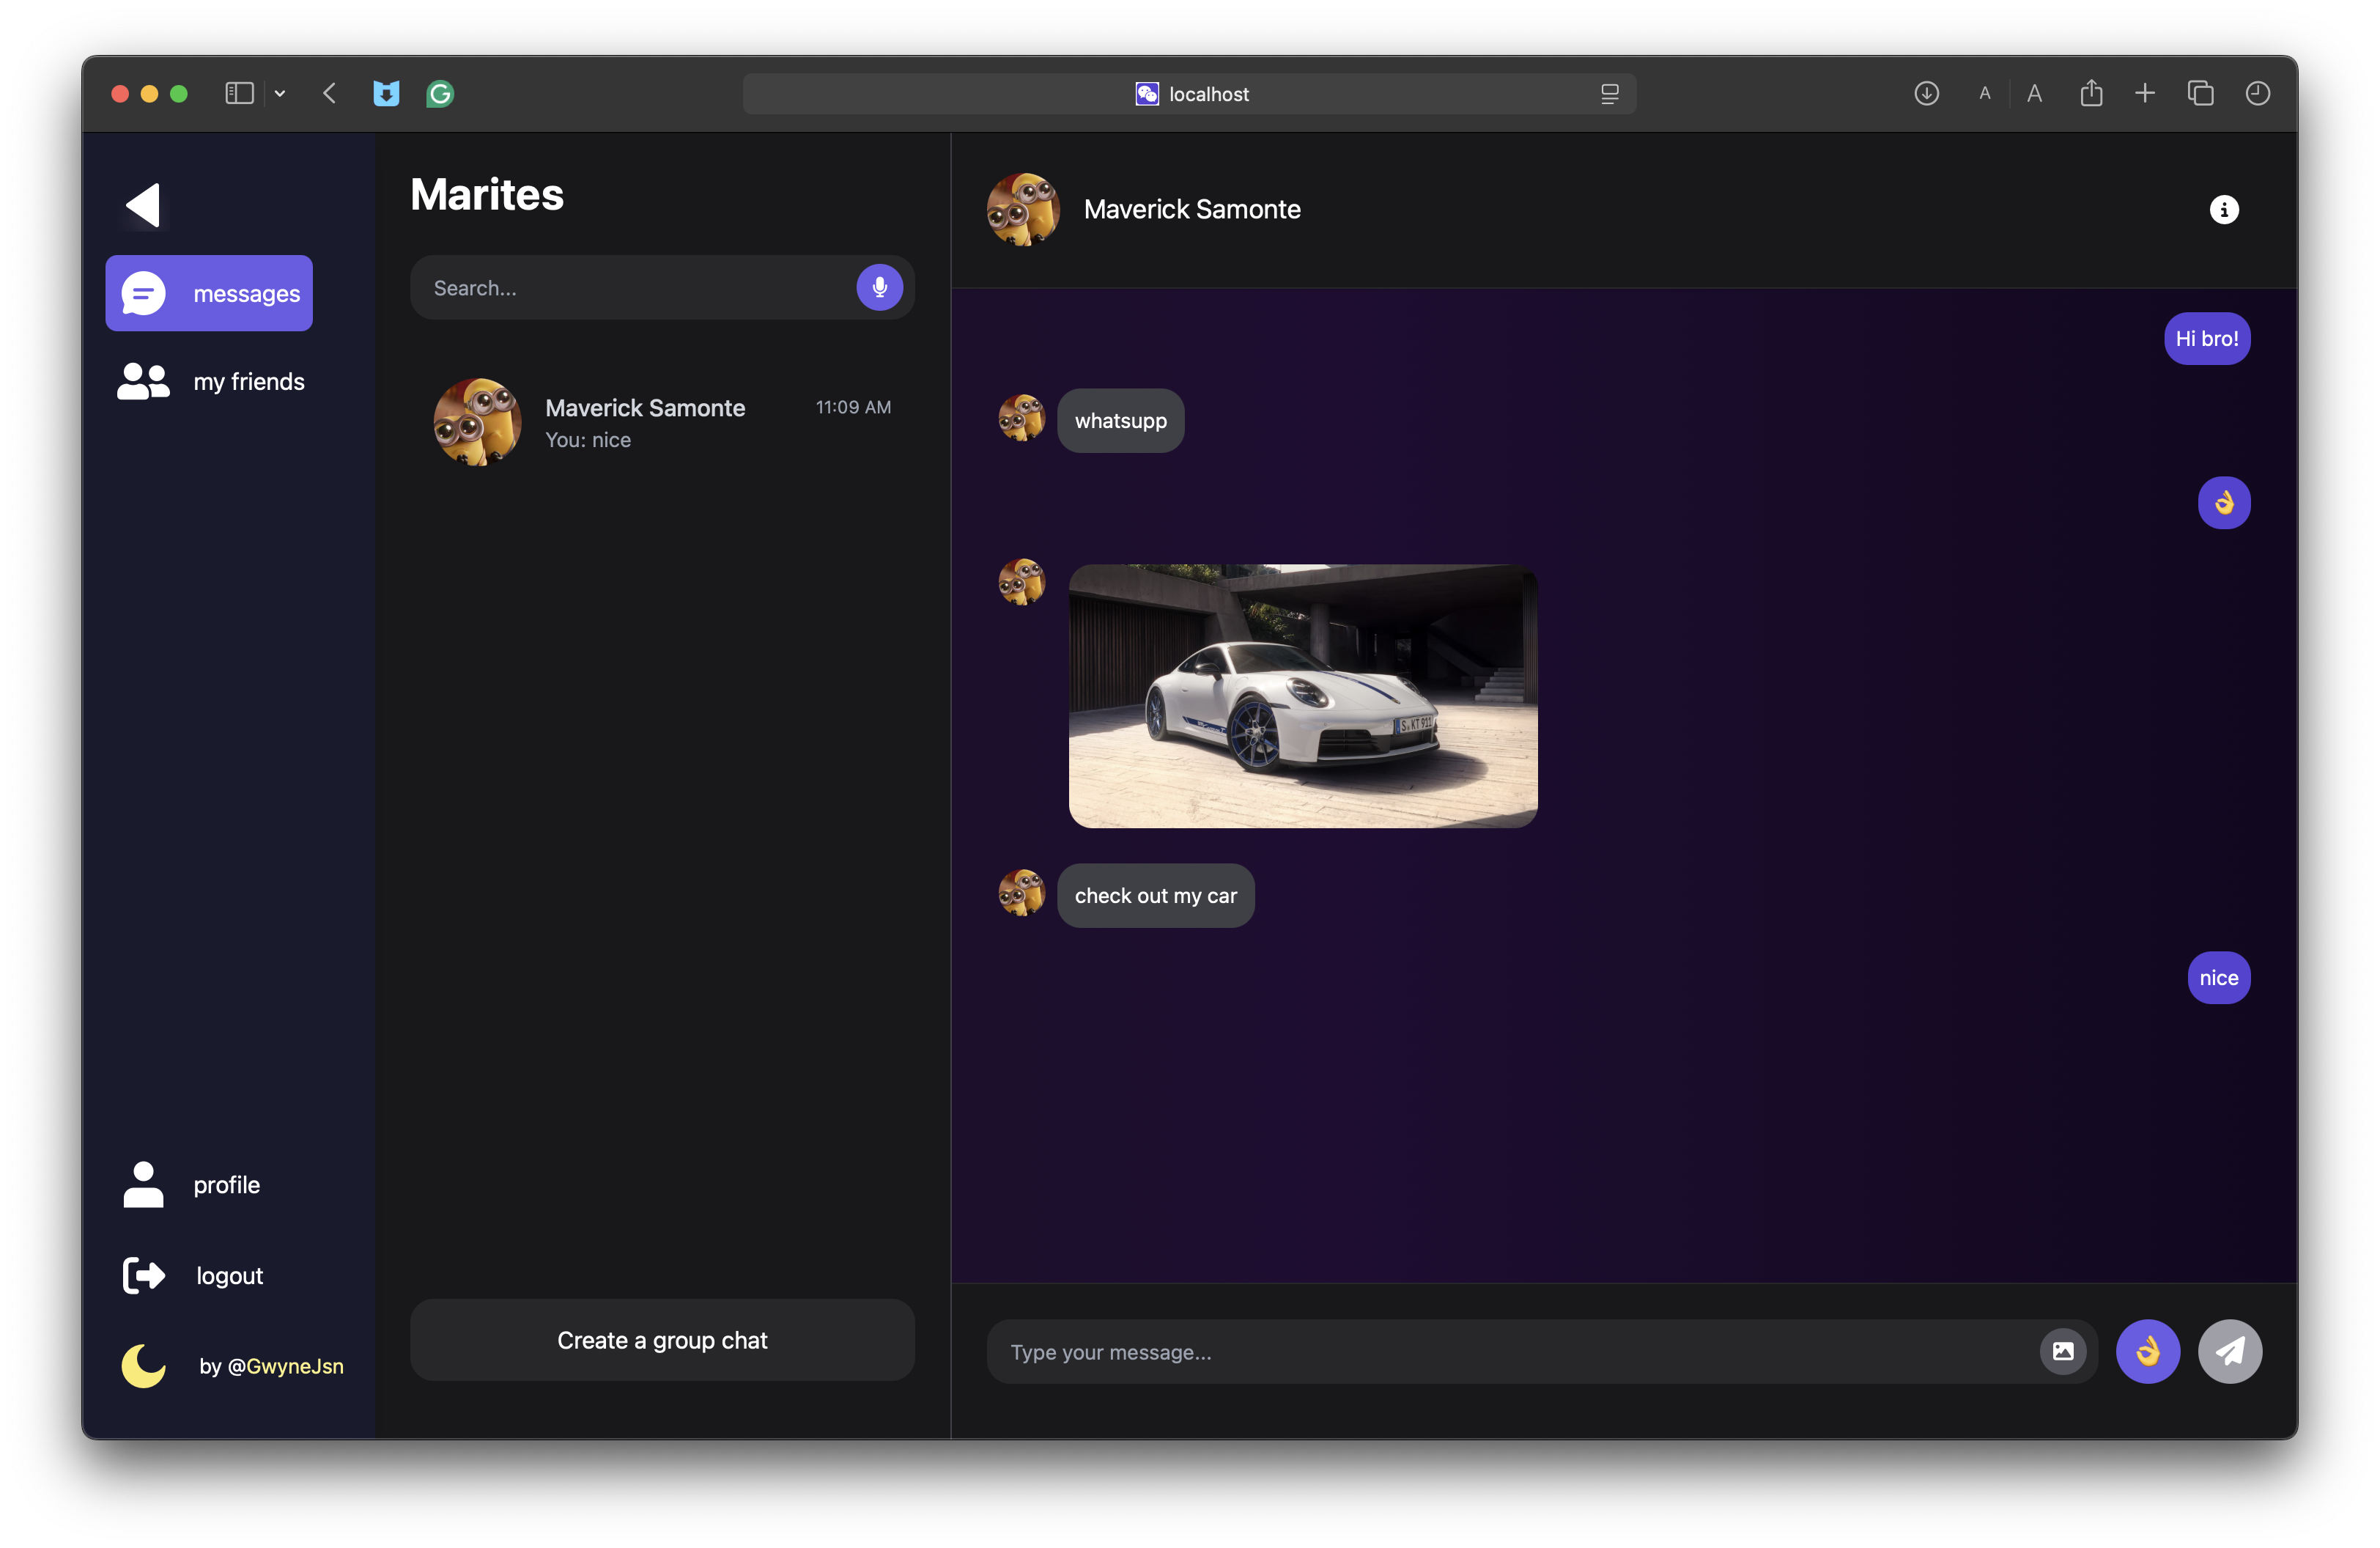 localhost
A A
messages
my friends
profile
logout
by @GwyneJsn
Marites
Search...
Maverick Samonte
11:09 AM
You: nice
Create a group chat
Maverick Samonte
Hi bro!
whatsupp
👌
S KT 911
check out my car
nice
Type your message...
👌